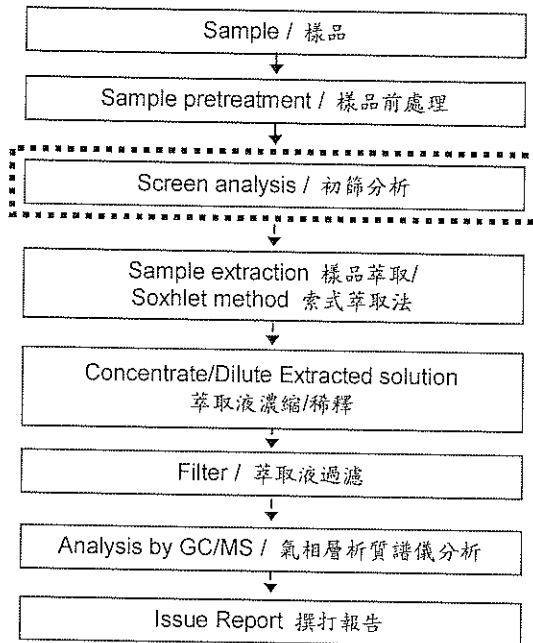 Sample / 樣品
Sample pretreatment / 樣品前處理
Screen analysis / 初篩分析
Sample extraction 樣品萃取/
Soxhlet method 索式萃取法
Concentrate/Dilute Extracted solution
萃取液濃縮/稀釋
Filter / 萃取液過濾
Analysis by GC/MS / 氣相層析質譜儀分析
Issue Report 撰打報告